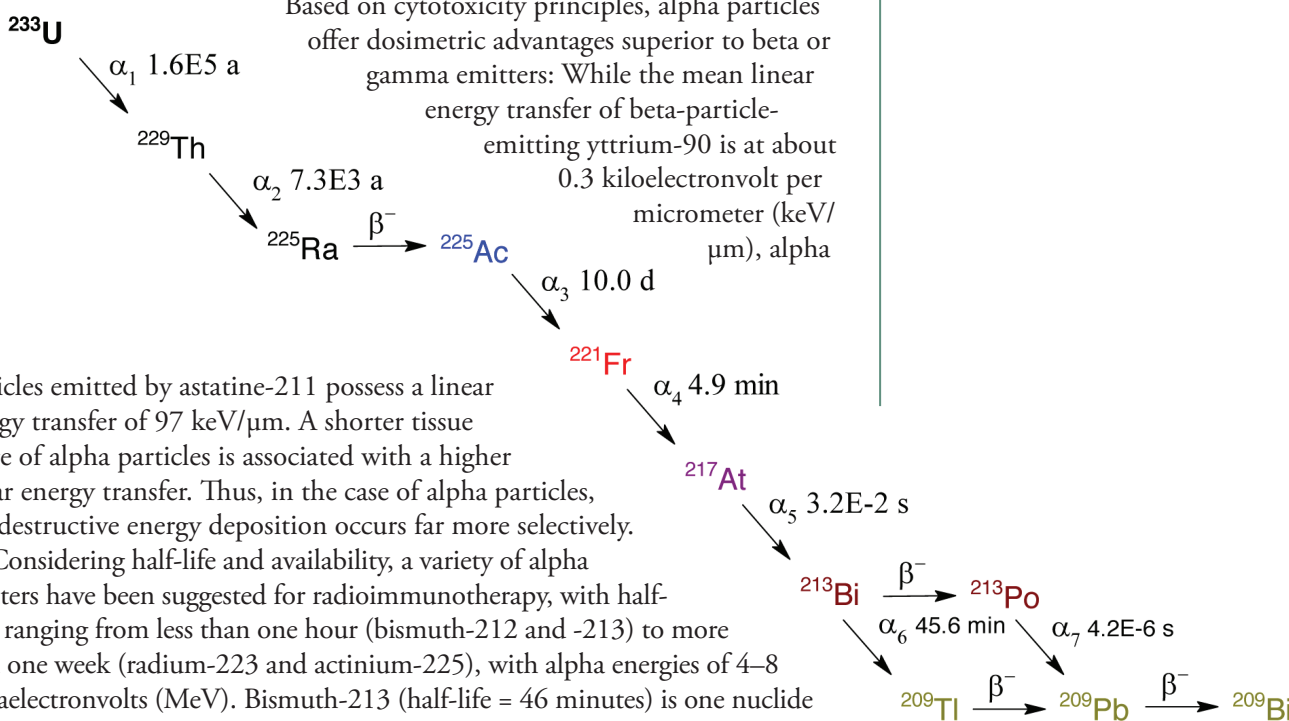 Based on cytotoxicity principles, alpha particles
offer dosimetric advantages superior to beta or
gamma emitters: While the mean linear
energy transfer of beta-particle-
emitting yttrium-90 is at about
0.3 kiloelectronvolt per
micrometer (keV/
μm), alpha
²³³U
α₁ 1.6E5 a
²²⁹Th
α₂ 7.3E3 a
²²⁵Ra β⁻ ²²⁵Ac
α₃ 10.0 d
²²¹Fr
α₄ 4.9 min
²¹⁷At
α₅ 3.2E-2 s
²¹³Bi β⁻ ²¹³Po
α₆ 45.6 min α₇ 4.2E-6 s
²⁰⁹Tl β⁻ ²⁰⁹Pb β⁻ ²⁰⁹Bi
emitted by astatine-211 possess a linear
transfer of 97 keV/μm. A shorter tissue
of alpha particles is associated with a higher
energy transfer. Thus, in the case of alpha particles,
destructive energy deposition occurs far more selectively.
Considering half-life and availability, a variety of alpha
have been suggested for radioimmunotherapy, with half-
ranging from less than one hour (bismuth-212 and -213) to more
one week (radium-223 and actinium-225), with alpha energies of 4–8
(MeV). Bismuth-213 (half-life = 46 minutes) is one nuclide